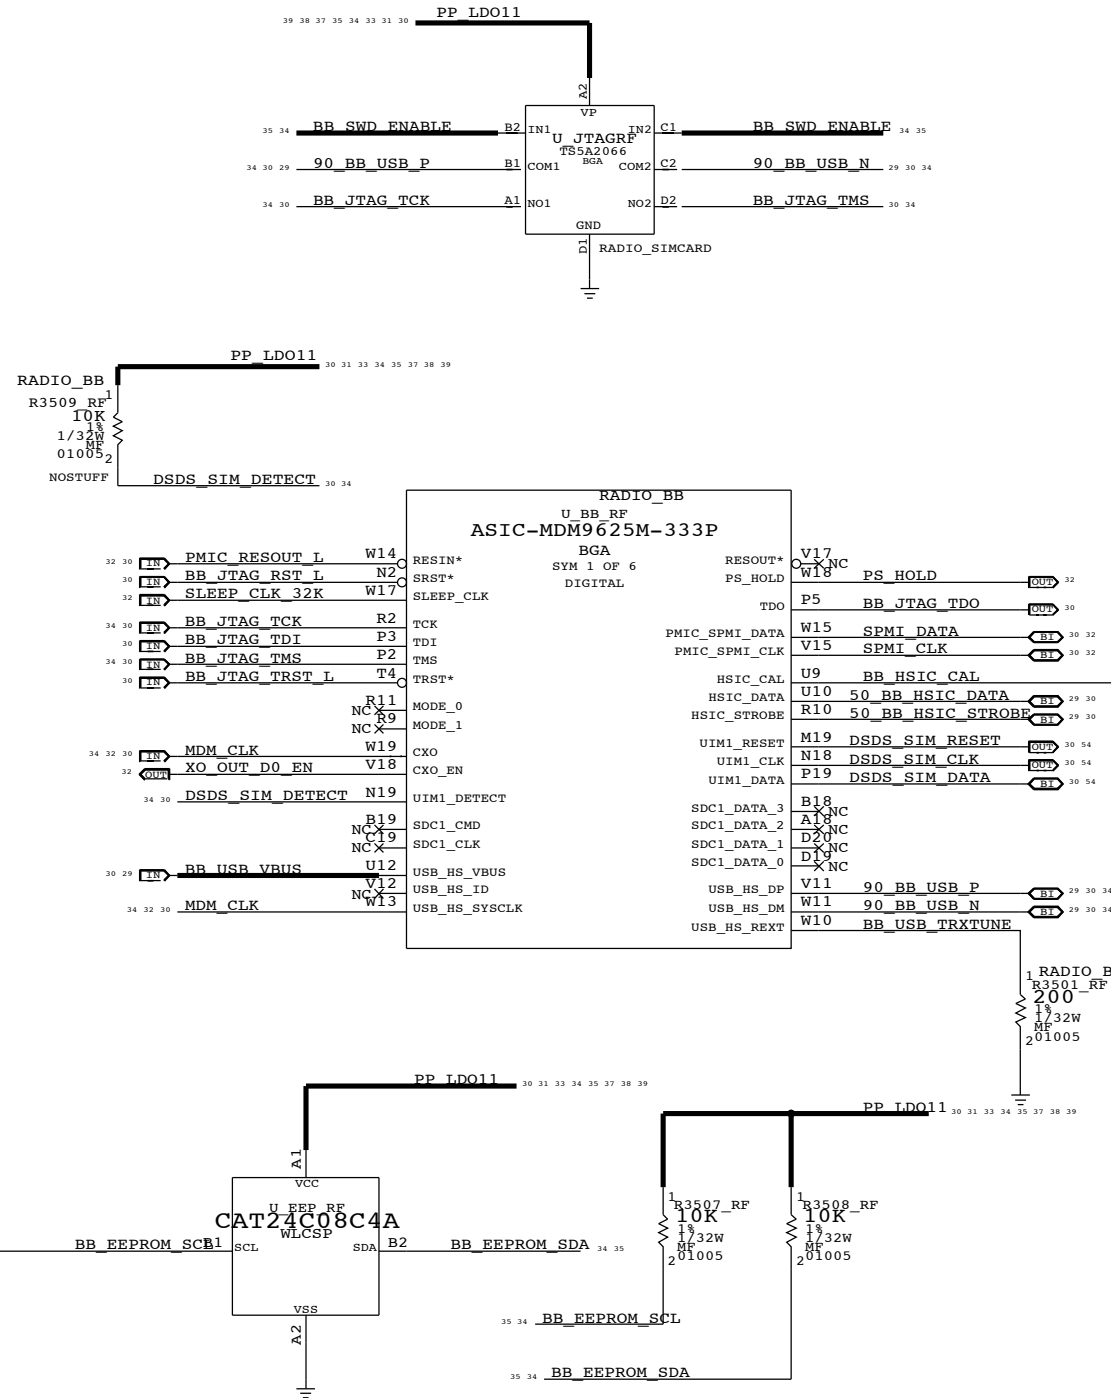 PP_LDO11
39 38 37 35 34 33 31 30
A2
VP
35 34 BB_SWD_ENABLE B2 IN1 IN2 C1 BB_SWD_ENABLE 34 35
U_JTAGRF
TS5A2066
BGA
34 30 29 90_BB_USB_P B1 COM1 COM2 C2 90_BB_USB_N 29 30 34
34 30 BB_JTAG_TCK A1 NO1 NO2 D2 BB_JTAG_TMS 30 34
GND
D1 RADIO_SIMCARD
PP_LDO11 30 31 33 34 35 37 38 39
RADIO_BB
1
R3509_RF
10K
1%
1/32W
MF
01005
2
NOSTUFF
DSDS_SIM_DETECT 30 34
RADIO_BB
U_BB_RF
ASIC-MDM9625M-333P
BGA
SYM 1 OF 6
DIGITAL
32 30 IN PMIC_RESOUT_L W14 RESIN* RESOUT* V17 NC
30 IN BB_JTAG_RST_L N2 SRST* PS_HOLD W18 PS_HOLD OUT 32
32 IN SLEEP_CLK_32K W17 SLEEP_CLK
TDO P5 BB_JTAG_TDO OUT 30
34 30 IN BB_JTAG_TCK R2 TCK
30 IN BB_JTAG_TDI P3 TDI PMIC_SPMI_DATA W15 SPMI_DATA BI 30 32
34 30 IN BB_JTAG_TMS P2 TMS PMIC_SPMI_CLK V15 SPMI_CLK BI 30 32
30 IN BB_JTAG_TRST_L T4 TRST* HSIC_CAL U9 BB_HSIC_CAL
NC R11 MODE_0 HSIC_DATA U10 50_BB_HSIC_DATA BI 29 30
NC R9 MODE_1 HSIC_STROBE R10 50_BB_HSIC_STROBE BI 29 30
34 32 30 IN MDM_CLK W19 CXO UIM1_RESET M19 DSDS_SIM_RESET OUT 30 54
32 OUT XO_OUT_D0_EN V18 CXO_EN UIM1_CLK N18 DSDS_SIM_CLK OUT 30 54
UIM1_DATA P19 DSDS_SIM_DATA BI 30 54
34 30 DSDS_SIM_DETECT N19 UIM1_DETECT
SDC1_DATA_3 B18 NC
NC B19 SDC1_CMD SDC1_DATA_2 A18 NC
NC C19 SDC1_CLK SDC1_DATA_1 D20 NC
SDC1_DATA_0 D19 NC
30 29 IN BB_USB_VBUS U12 USB_HS_VBUS
NC V12 USB_HS_ID USB_HS_DP V11 90_BB_USB_P BI 29 30 34
34 32 30 MDM_CLK W13 USB_HS_SYSCLK USB_HS_DM W11 90_BB_USB_N BI 29 30 34
USB_HS_REXT W10 BB_USB_TRXTUNE
1 RADIO_B
R3501_RF
200
1%
1/32W
MF
2 01005
PP_LDO11 30 31 33 34 35 37 38 39
PP_LDO11 30 31 33 34 35 37 38 39
A1
VCC
U_EEP_RF
CAT24C08C4A
WLCSP
BB_EEPROM_SCL B1 SCL SDA B2 BB_EEPROM_SDA 34 35
VSS
A2
1 R3507_RF
10K
1%
1/32W
MF
2 01005
1 R3508_RF
10K
1%
1/32W
MF
2 01005
35 34 BB_EEPROM_SCL
35 34 BB_EEPROM_SDA